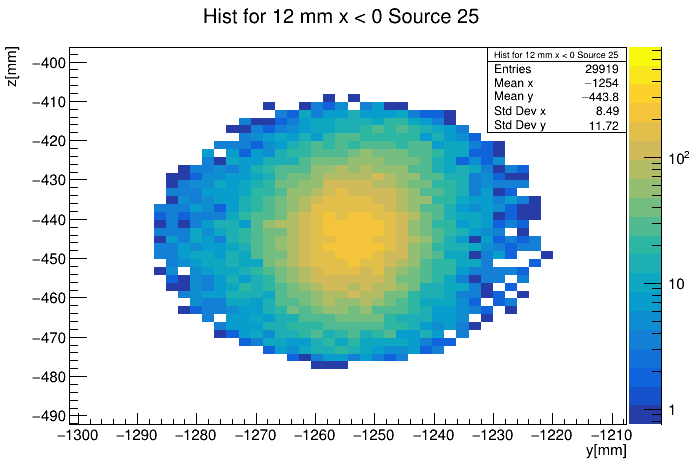 Hist for 12 mm x < 0 Source 25
z[mm]
Hist for 12 mm x < 0 Source 25
Entries 29919
Mean x −1254
Mean y −443.8
Std Dev x 8.49
Std Dev y 11.72
−400
−410
−420
−430
−440
−450
−460
−470
−480
−490
10²
10
1
−1300 −1290 −1280 −1270 −1260 −1250 −1240 −1230 −1220 −1210
y[mm]